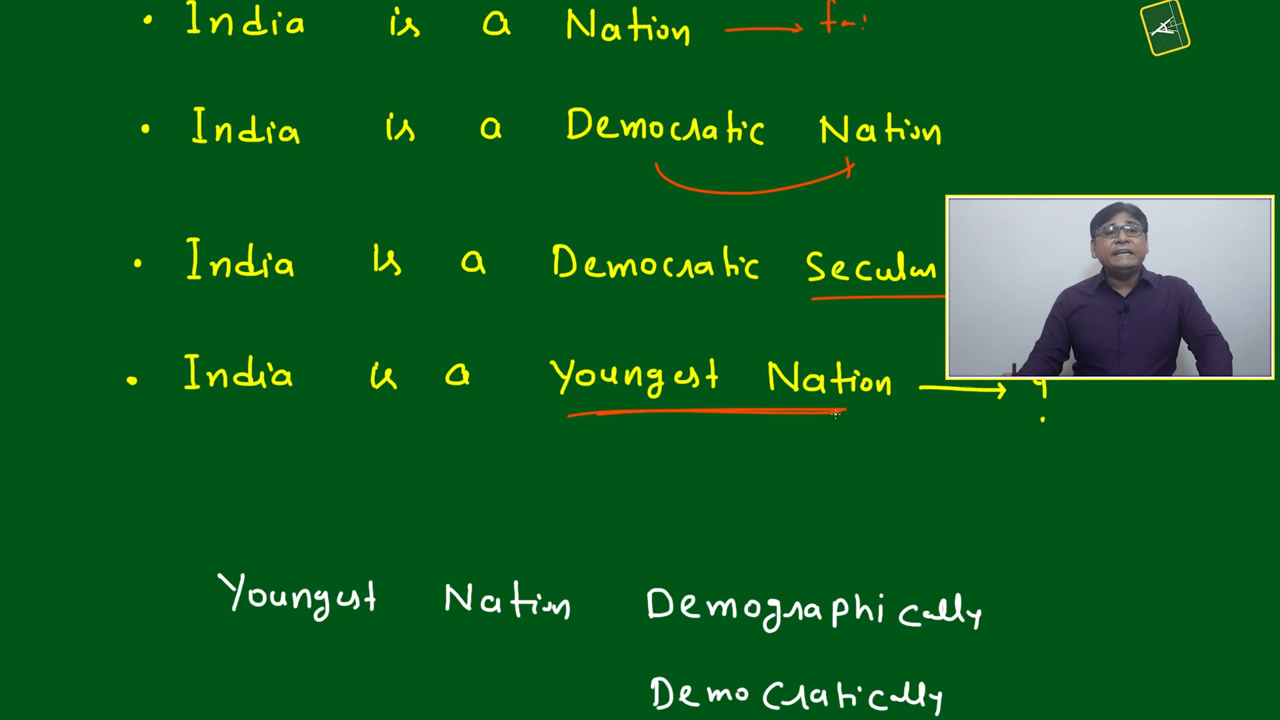 • India is a Nation →
• India is a Democratic Nation
• India is a Democratic Secular
• India is a Youngest Nation → ?
Youngest Nation Demographically
Democratically